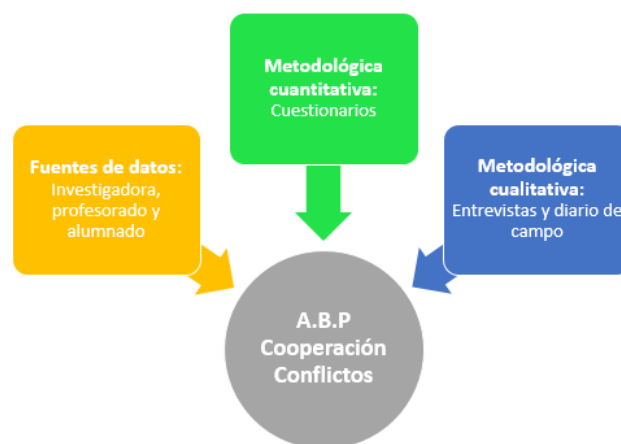 Metodológica
cuantitativa:
Cuestionarios
Fuentes de datos:
Investigadora,
profesorado y
alumnado
Metodológica
cualitativa:
Entrevistas y diario de
campo
A.B.P
Cooperación
Conflictos